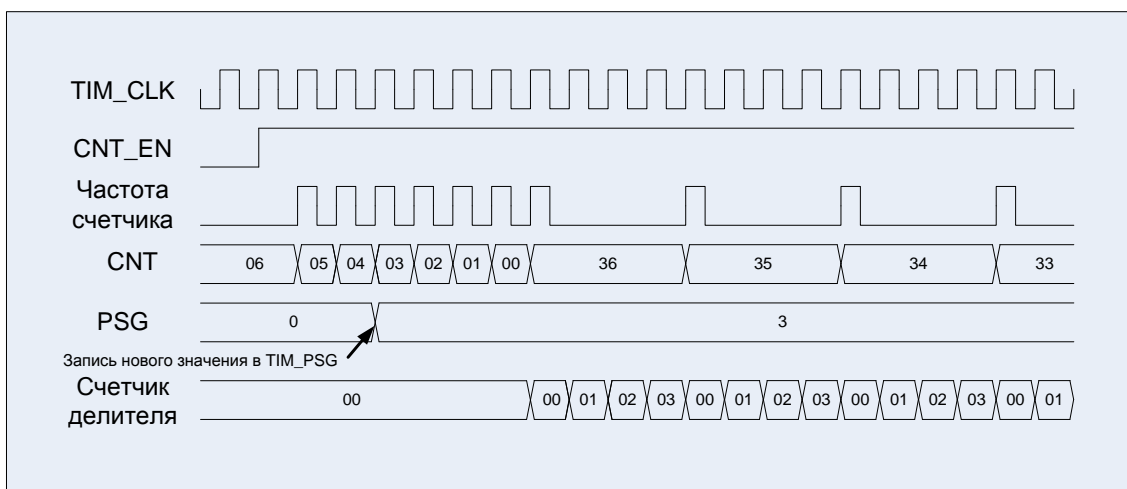 TIM_CLK
CNT_EN
Частота
счетчика
CNT
06 05 04 03 02 01 00 36 35 34 33
PSG
0 3
Запись нового значения в TIM_PSG
Счетчик
делителя
00 00 01 02 03 00 01 02 03 00 01 02 03 00 01